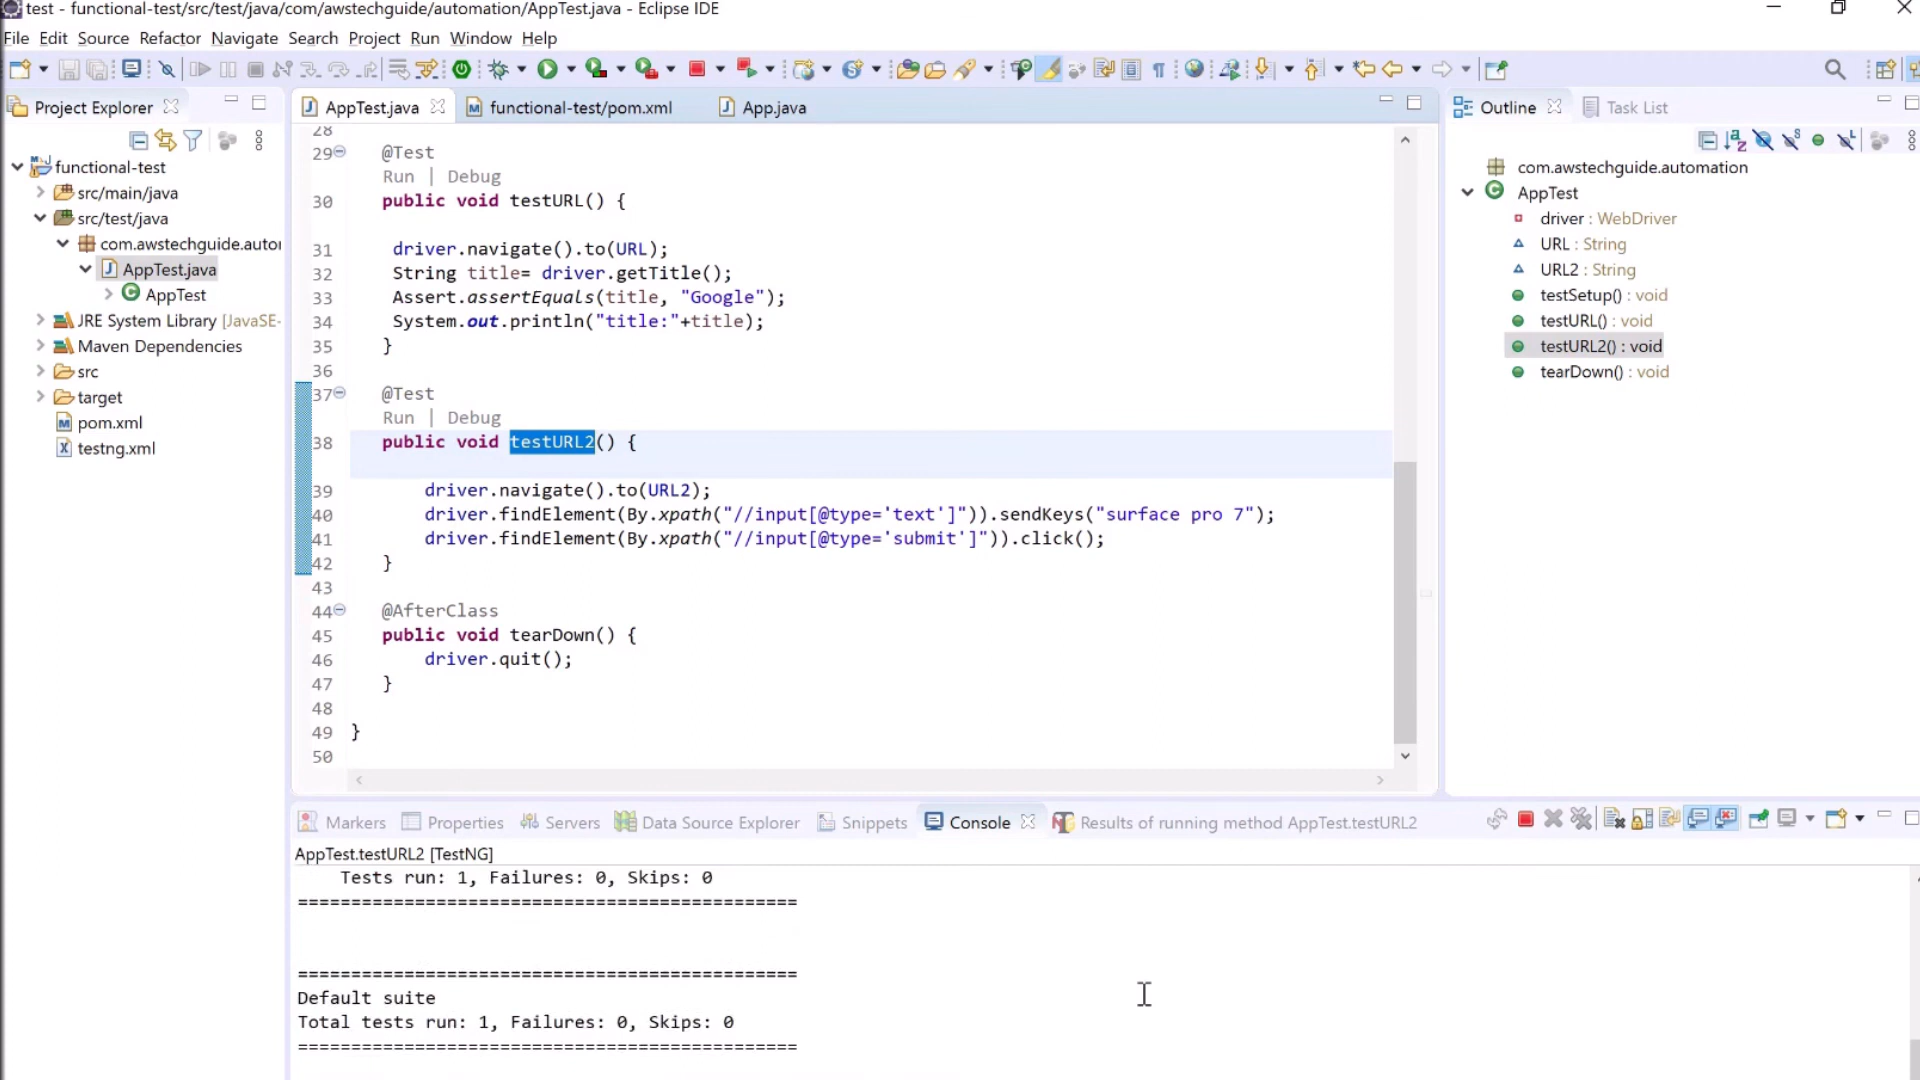 test - functional-test/src/test/java/com/awstechguide/automation/AppTest.java - Eclipse IDE
File Edit Source Refactor Navigate Search Project Run Window Help
Project Explorer
functional-test
src/main/java
src/test/java
com.awstechguide.autor
AppTest.java
AppTest
JRE System Library [JavaSE-
Maven Dependencies
src
target
pom.xml
testng.xml
AppTest.java functional-test/pom.xml App.java
28
29 @Test
Run | Debug
30 public void testURL() {
31 driver.navigate().to(URL);
32 String title= driver.getTitle();
33 Assert.assertEquals(title, "Google");
34 System.out.println("title:"+title);
35 }
36
37 @Test
Run | Debug
38 public void testURL2() {
39 driver.navigate().to(URL2);
40 driver.findElement(By.xpath("//input[@type='text']")).sendKeys("surface pro 7");
41 driver.findElement(By.xpath("//input[@type='submit']")).click();
42 }
43
44 @AfterClass
45 public void tearDown() {
46 driver.quit();
47 }
48
49 }
50
Outline Task List
com.awstechguide.automation
AppTest
driver : WebDriver
URL : String
URL2 : String
testSetup() : void
testURL() : void
testURL2() : void
tearDown() : void
Markers Properties Servers Data Source Explorer Snippets Console Results of running method AppTest.testURL2
AppTest.testURL2 [TestNG]
Tests run: 1, Failures: 0, Skips: 0
===============================================
===============================================
Default suite
Total tests run: 1, Failures: 0, Skips: 0
===============================================